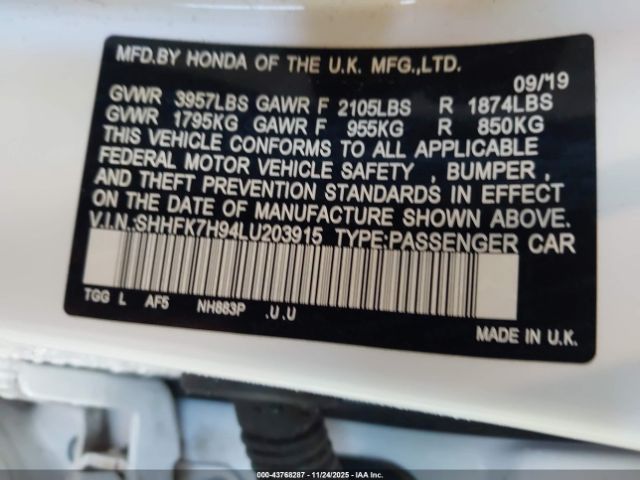 MFD.BY HONDA OF THE U.K. MFG.,LTD.
09/19
GVWR 3957LBS GAWR F 2105LBS R 1874LBS
GVWR 1795KG GAWR F 955KG R 850KG
THIS VEHICLE CONFORMS TO ALL APPLICABLE
FEDERAL MOTOR VEHICLE SAFETY , BUMPER ,
AND THEFT PREVENTION STANDARDS IN EFFECT
ON THE DATE OF MANUFACTURE SHOWN ABOVE.
V.I.N.:SHHFK7H94LU203915 TYPE:PASSENGER CAR
TGG L AF5 NH883P .U .U
MADE IN U.K.
000-43768287 - 11/24/2025 - IAA Inc.